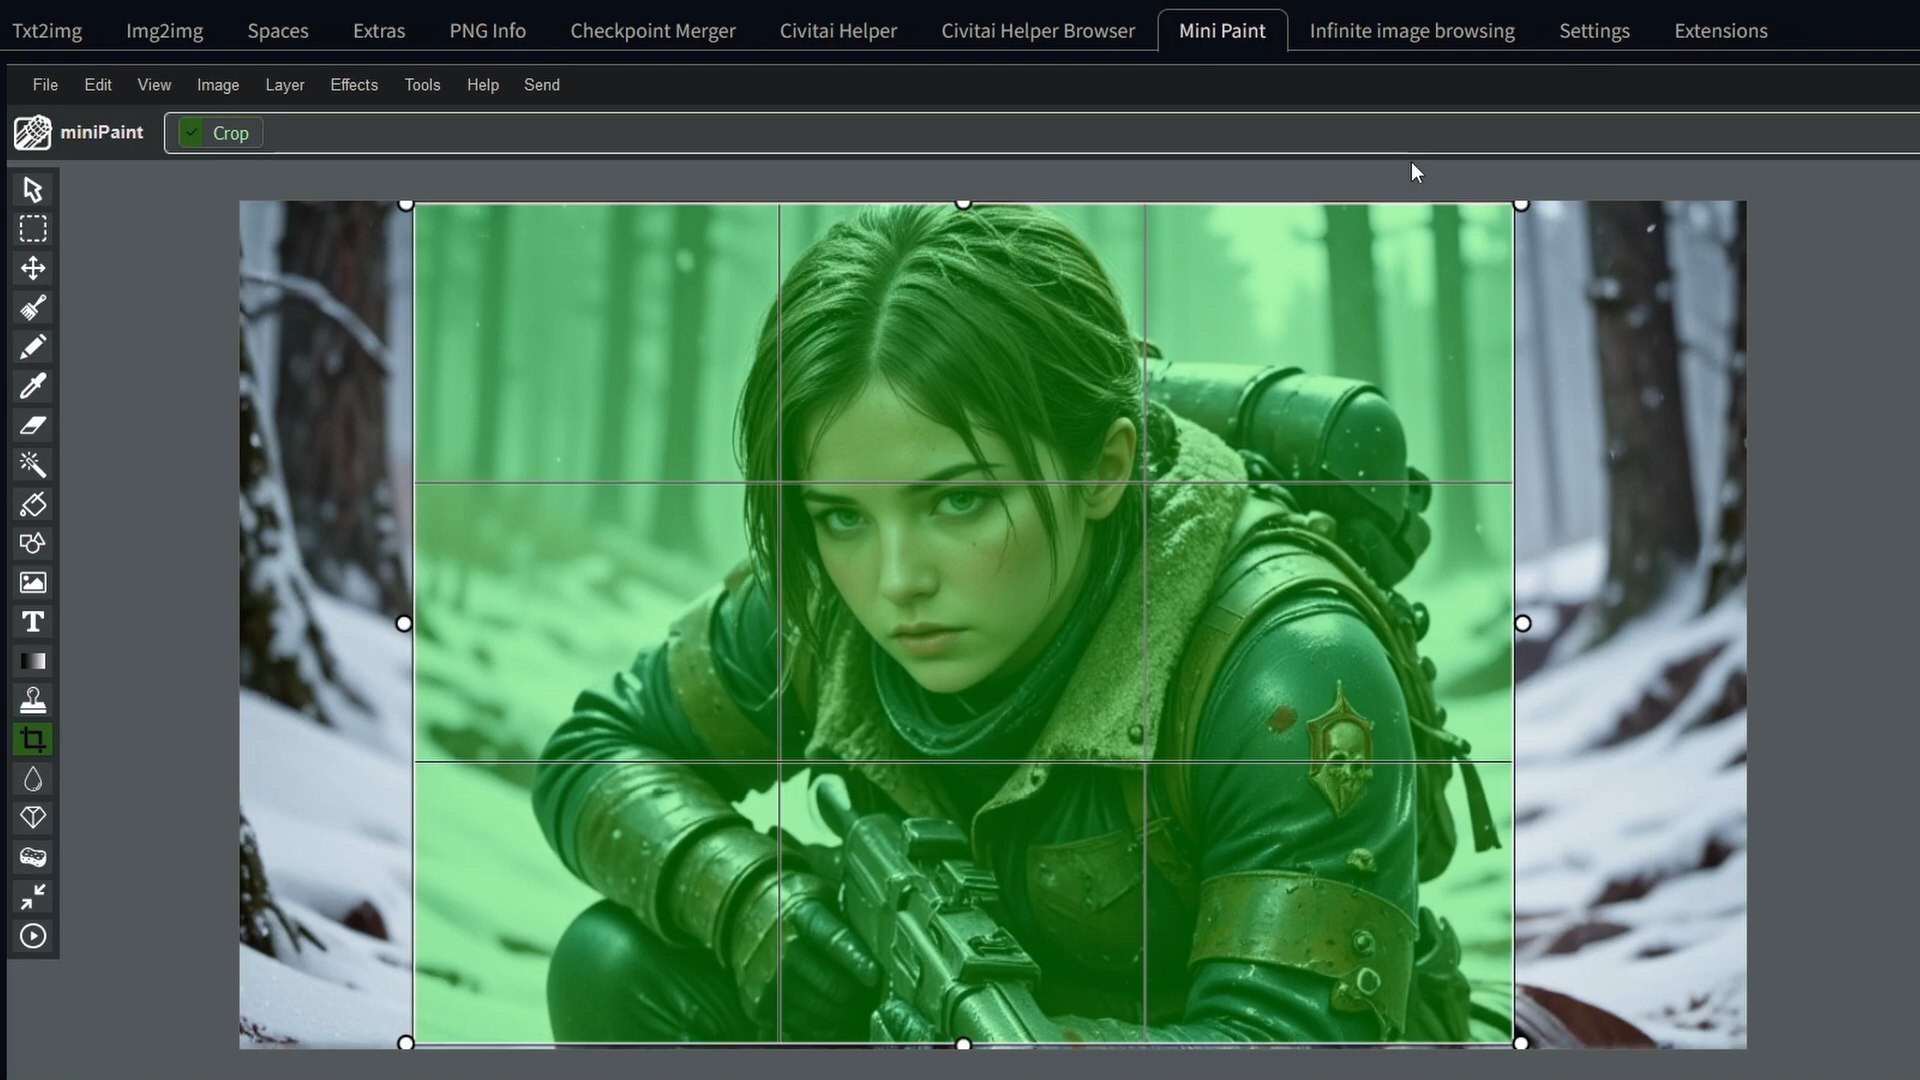 Txt2img Img2img Spaces Extras PNG Info Checkpoint Merger Civitai Helper Civitai Helper Browser Mini Paint Infinite image browsing Settings Extensions
File Edit View Image Layer Effects Tools Help Send
miniPaint Crop
T